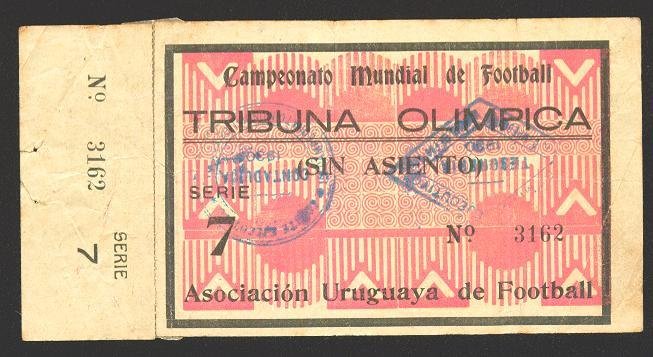 Nº 3162
SERIE
7
Campeonato Mundial de Football
TRIBUNA OLIMPICA
(SIN ASIENTO)
SERIE
7
Nº 3162
Asociación Uruguaya de Football